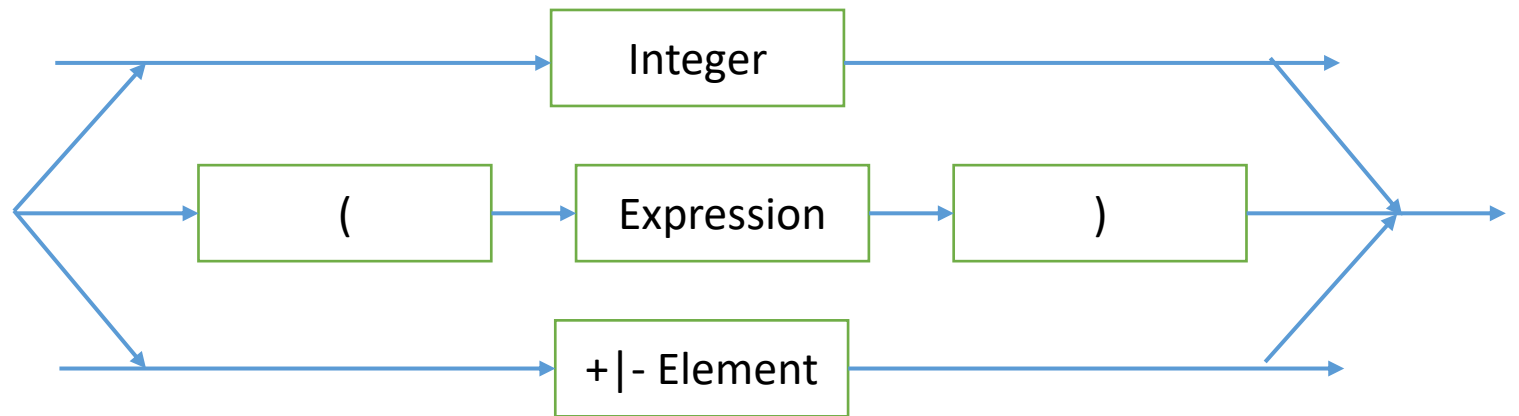 Integer
( Expression )
+|- Element